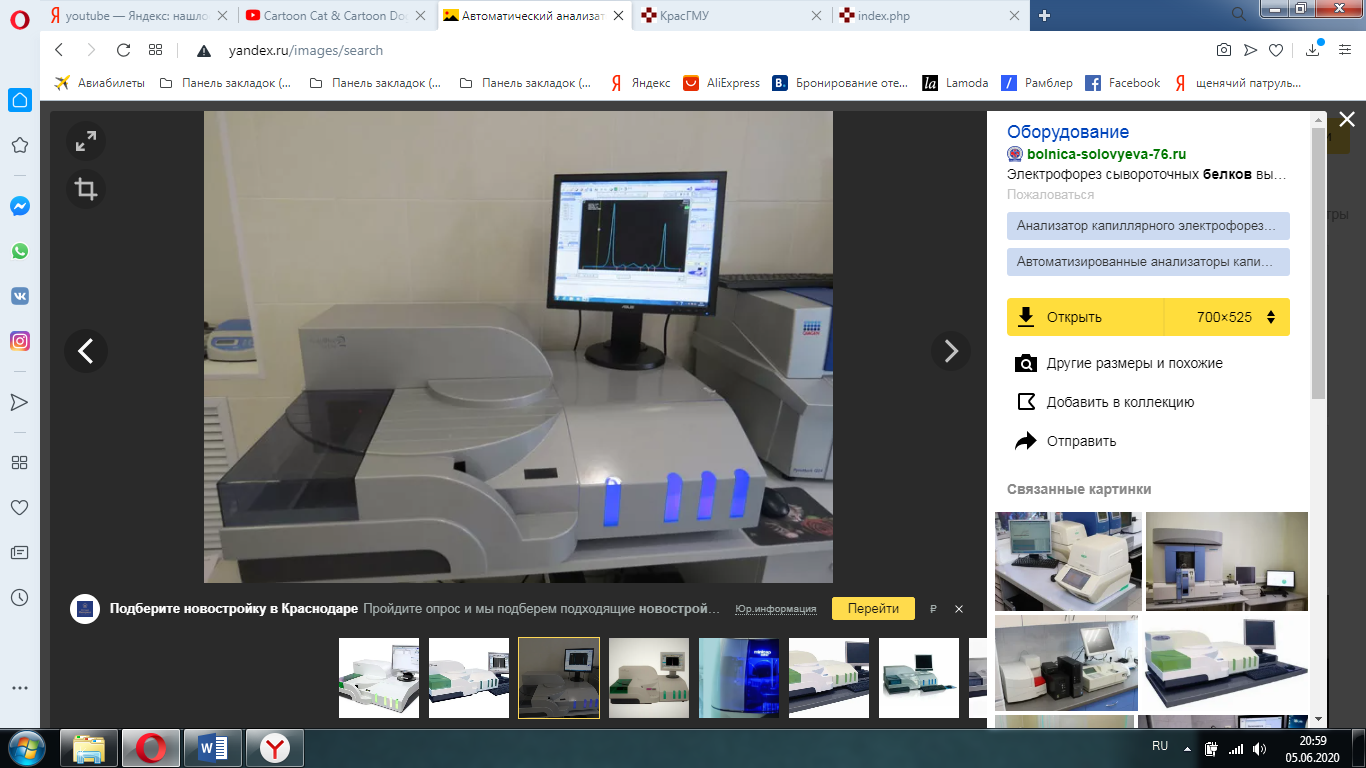 youtube — Яндекс: нашло
Cartoon Cat & Cartoon Do
Автоматический анализат
КрасГМУ
index.php
yandex.ru/images/search
Авиабилеты
Панель закладок (...
Панель закладок (...
Панель закладок (...
Яндекс
AliExpress
Бронирование оте...
Lamoda
Рамблер
Facebook
щенячий патруль...
Оборудование
bolnica-solovyeva-76.ru
Электрофорез сывороточных белков вы...
Пожаловаться
Анализатор капиллярного электрофорез...
Автоматизированные анализаторы капи...
Открыть 700×525
Другие размеры и похожие
Добавить в коллекцию
Отправить
Связанные картинки
ASUS
Подберите новостройку в Краснодаре Пройдите опрос и мы подберем подходящие новострой...
Юр.информация
Перейти
₽
RU
20:59
05.06.2020